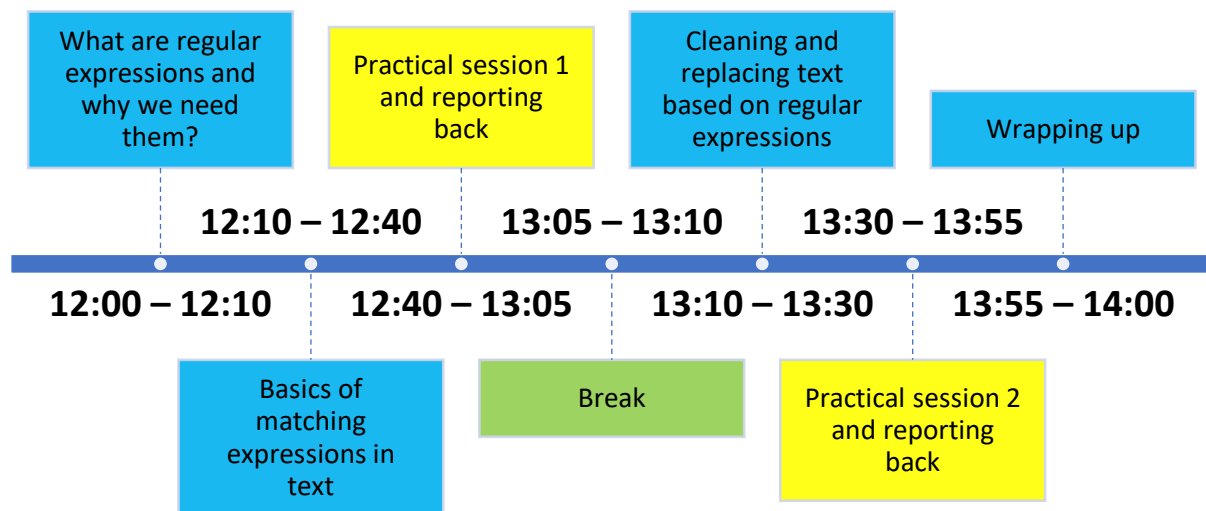 What are regular
expressions and
why we need
them?
Practical session 1
and reporting
back
Cleaning and
replacing text
based on regular
expressions
Wrapping up
12:10 – 12:40
13:05 – 13:10
13:30 – 13:55
12:00 – 12:10
12:40 – 13:05
13:10 – 13:30
13:55 – 14:00
Basics of
matching
expressions in
text
Break
Practical session 2
and reporting
back